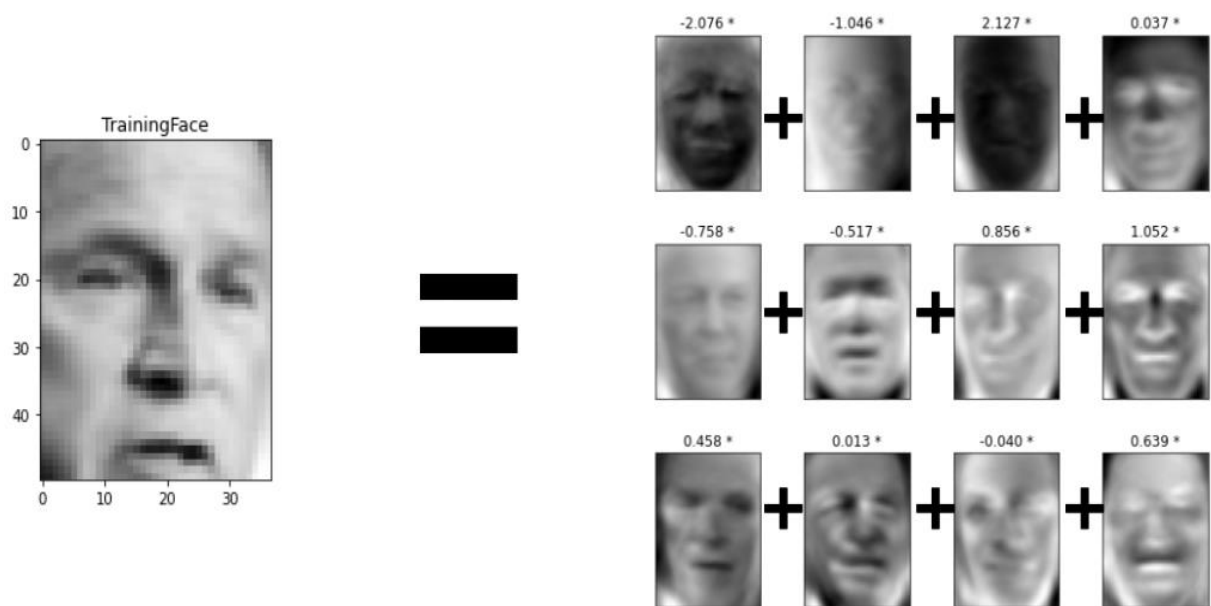 -2.076 * -1.046 * 2.127 * 0.037 *
+ + +
TrainingFace
0
10
20
30
40
0 10 20 30
=
-0.758 * -0.517 * 0.856 * 1.052 *
+ + +
0.458 * 0.013 * -0.040 * 0.639 *
+ + +